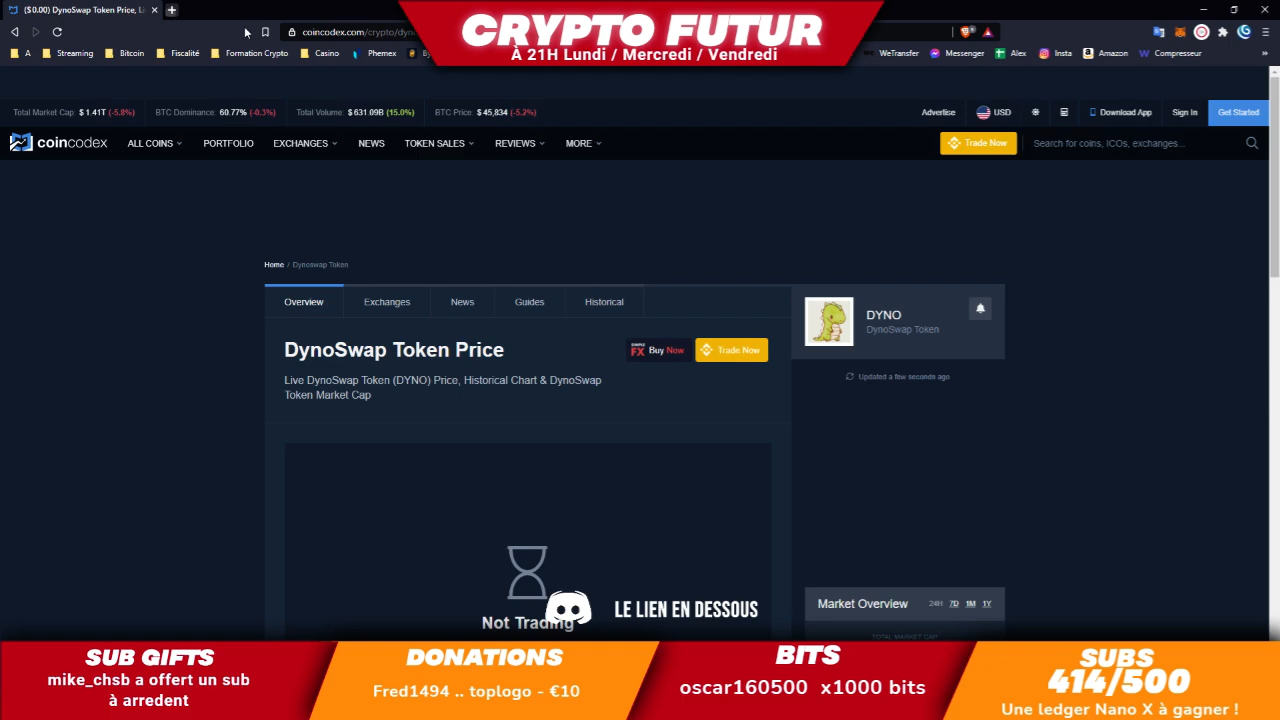 ($0.00) DynoSwap Token Price, Li
CRYPTO FUTUR
À 21H Lundi / Mercredi / Vendredi
coincodex.com/crypto/dyn
A
Streaming
Bitcoin
Fiscalité
Formation Crypto
Casino
Phemex
WeTransfer
Messenger
Alex
Insta
Amazon
Compresseur
Total Market Cap: $ 1.41T (-5.8%)
BTC Dominance: 60.77% (-0.3%)
Total Volume: $ 631.09B (15.0%)
BTC Price: $ 45,834 (-5.2%)
Advertise
USD
Download App
Sign In
Get Started
coincodex
ALL COINS
PORTFOLIO
EXCHANGES
NEWS
TOKEN SALES
REVIEWS
MORE
Trade Now
Search for coins, ICOs, exchanges...
Home / Dynoswap Token
Overview
Exchanges
News
Guides
Historical
DYNO
DynoSwap Token
DynoSwap Token Price
SIMPLE FX Buy Now
Trade Now
Live DynoSwap Token (DYNO) Price, Historical Chart & DynoSwap
Token Market Cap
Updated a few seconds ago
Not Trading
LE LIEN EN DESSOUS
Market Overview
24H 7D 1M 1Y
TOTAL MARKET CAP
SUB GIFTS
mike_chsb a offert un sub
à arredent
DONATIONS
Fred1494 .. toplogo - €10
BITS
oscar160500 x1000 bits
SUBS
414/500
Une ledger Nano X à gagner !